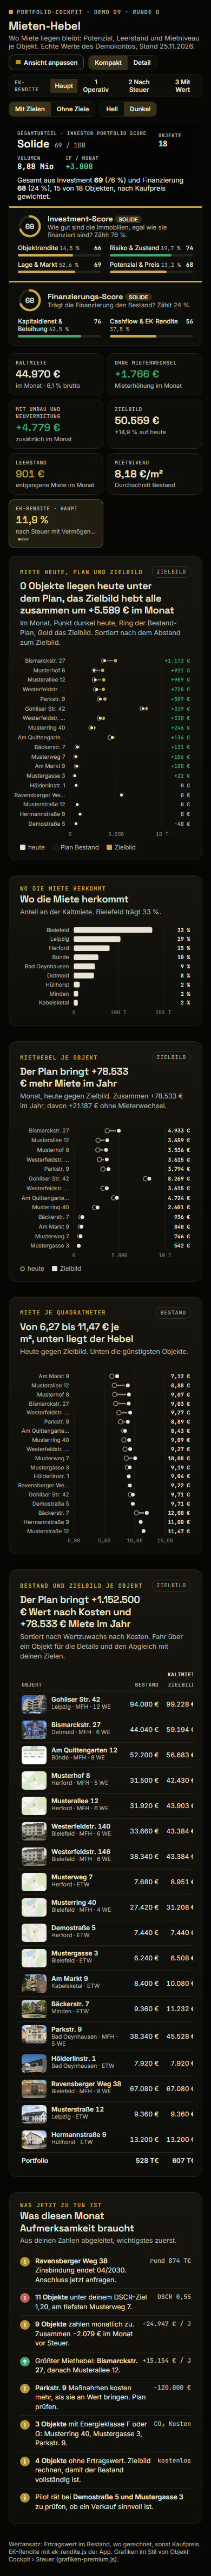 PORTFOLIO-COCKPIT · DEMO 09 · RUNDE D
Mieten-Hebel
Wo Miete liegen bleibt: Potenzial, Leerstand und Mietniveau
je Objekt. Echte Werte des Demokontos, Stand 25.11.2026.
Ansicht anpassen
Kompakt
Detail
EK-RENDITE
Haupt
1 Operativ
2 Nach Steuer
3 Mit Wert
Mit Zielen
Ohne Ziele
Hell
Dunkel
GESAMTURTEIL · INVESTOR PORTFOLIO SCORE
Solide 69 / 100
OBJEKTE
18
VOLUMEN
8,88 Mio
CF / MONAT
+3.808
Gesamt aus Investment 69 (76 %) und Finanzierung
68 (24 %), 15 von 18 Objekten, nach Kaufpreis
gewichtet.
69
Investment-Score SOLIDE
Wie gut sind die Immobilien, egal wie sie
finanziert sind? Zählt 76 %.
Objektrendite 14,5 % 66
Risiko & Zustand 19,7 % 74
Lage & Markt 52,6 % 69
Potenzial & Preis 13,2 % 68
68
Finanzierungs-Score SOLIDE
Trägt die Finanzierung den Bestand? Zählt 24 %.
Kapitaldienst & Beleihung 62,5 % 76
Cashflow & EK-Rendite 37,5 % 56
KALTMIETE
44.970 €
im Monat · 6,1 % brutto
OHNE MIETERWECHSEL
+1.766 €
Mieterhöhung im Monat
MIT UMBAU UND NEUVERMIETUNG
+4.779 €
zusätzlich im Monat
ZIELBILD
50.559 €
+14,9 % auf heute
LEERSTAND
901 €
entgangene Miete im Monat
MIETNIVEAU
8,18 €/m²
Durchschnitt Bestand
EK-RENDITE · HAUPT
11,9 %
nach Steuer mit Vermögen…
MIETE HEUTE, PLAN UND ZIELBILD
ZIELBILD
0 Objekte liegen heute unter
dem Plan, das Zielbild hebt alle
zusammen um +5.589 € im Monat
Im Monat. Punkt dunkel heute, Ring der Bestand-
Plan, Gold das Zielbild. Sortiert nach dem Abstand
zum Zielbild.
Bismarckstr. 27 +1.173 €
Musterhof 8 +911 €
Musterallee 12 +909 €
Westerfeldstr. … +720 €
Parkstr. 9 +509 €
Gohliser Str. 42 +359 €
Westerfeldstr. … +330 €
Musterring 40 +246 €
Am Quittengarte… +134 €
Bäckerstr. 7 +131 €
Musterweg 7 +106 €
Am Markt 9 +100 €
Mustergasse 3 +22 €
Hölderlinstr. 1 0 €
Ravensberger We… 0 €
Musterstraße 12 0 €
Hermannstraße 9 0 €
Demostraße 5 -40 €
0 5.000 10 T
heute
Plan Bestand
Zielbild
WO DIE MIETE HERKOMMT
Wo die Miete herkommt
Anteil an der Kaltmiete. Bielefeld trägt 33 %.
Bielefeld 33 %
Leipzig 19 %
Herford 15 %
Bünde 10 %
Bad Oeynhausen 9 %
Detmold 8 %
Hüllhorst 2 %
Minden 2 %
Kabelsketal 2 %
0 100 T 200 T
MIETHEBEL JE OBJEKT
ZIELBILD
Der Plan bringt +78.533
€ mehr Miete im Jahr
Monat, heute gegen Zielbild. Zusammen +78.533 €
im Jahr, davon +21.187 € ohne Mieterwechsel.
Bismarckstr. 27 4.933 €
Musterallee 12 3.659 €
Musterhof 8 3.536 €
Westerfeldstr. … 3.615 €
Parkstr. 9 3.794 €
Gohliser Str. 42 8.269 €
Westerfeldstr. … 3.615 €
Am Quittengarte… 4.724 €
Musterring 40 2.601 €
Bäckerstr. 7 936 €
Am Markt 9 840 €
Musterweg 7 746 €
Mustergasse 3 542 €
0 5.000 10 T
heute
Zielbild
MIETE JE QUADRATMETER
BESTAND
Von 6,27 bis 11,47 € je
m², unten liegt der Hebel
Heute gegen Zielbild. Unten die günstigsten Objekte.
Am Markt 9 7,12 €
Musterallee 12 8,88 €
Musterhof 8 9,07 €
Bismarckstr. 27 9,03 €
Westerfeldstr. … 9,27 €
Parkstr. 9 8,89 €
Am Quittengarte… 8,43 €
Musterring 40 9,09 €
Westerfeldstr. … 9,27 €
Musterweg 7 10,08 €
Mustergasse 3 9,19 €
Hölderlinstr. 1 9,04 €
Ravensberger We… 9,22 €
Gohliser Str. 42 9,71 €
Demostraße 5 9,71 €
Bäckerstr. 7 12,00 €
Hermannstraße 9 11,00 €
Musterstraße 12 11,47 €
0,00 5,00 10,00 15,00
BESTAND UND ZIELBILD JE OBJEKT
ZIELBILD
Der Plan bringt +1.152.500
€ Wert nach Kosten und
+78.533 € Miete im Jahr
Sortiert nach Wertzuwachs nach Kosten. Fahr über
ein Objekt für die Details und den Abgleich mit
deinen Zielen.
KALTMIET
OBJEKT BESTAND ZIELBIL
Gohliser Str. 42 94.080 € 99.228 €
Leipzig · MFH · 12 WE
Bismarckstr. 27 44.040 € 59.194 €
Detmold · MFH · 6 WE
Am Quittengarten 12 52.200 € 56.683 €
Bünde · MFH · 8 WE
Musterhof 8 31.500 € 42.430 €
Herford · MFH · 5 WE
Musterallee 12 31.920 € 43.903 €
Herford · MFH · 6 WE
Westerfeldstr. 140 33.660 € 43.384 €
Bielefeld · MFH · 6 WE
Westerfeldstr. 146 38.340 € 43.384 €
Bielefeld · MFH · 6 WE
Musterweg 7 7.680 € 8.951 €
Herford · ETW
Musterring 40 27.420 € 31.208 €
Bielefeld · MFH · 4 WE
Demostraße 5 7.440 € 7.440 €
Herford · ETW
Mustergasse 3 6.240 € 6.508 €
Bielefeld · ETW
Am Markt 9 8.400 € 10.080 €
Kabelsketal · ETW
Bäckerstr. 7 9.360 € 11.232 €
Minden · ETW
Parkstr. 9 38.340 € 45.528 €
Bad Oeynhausen · MFH ·
5 WE
Hölderlinstr. 1 7.920 € 7.920 €
Bad Oeynhausen · ETW
Ravensberger Weg 38 67.080 € 67.080 €
Bielefeld · MFH · 8 WE
Musterstraße 12 9.360 € 9.360 €
Leipzig · ETW
Hermannstraße 9 13.200 € 13.200 €
Hüllhorst · ETW
Portfolio 528 T€ 607 T€
WAS JETZT ZU TUN IST
Was diesen Monat
Aufmerksamkeit braucht
Aus deinen Zahlen abgeleitet, wichtigstes zuerst.
Ravensberger Weg 38 rund 874 T€
Zinsbindung endet 04/2030.
Anschluss jetzt anfragen.
11 Objekte unter deinem DSCR-Ziel DSCR 0,55
1,20, am tiefsten Musterweg 7.
9 Objekte zahlen monatlich zu. -24.947 € / J
Zusammen −2.079 € im Monat
vor Steuer.
Größter Miethebel: Bismarckstr. +15.154 € / J
27, danach Musterallee 12.
Parkstr. 9 Maßnahmen kosten -120.000 €
mehr, als sie an Wert bringen. Plan
prüfen.
3 Objekte mit Energieklasse F oder CO₂ Kosten
G: Musterring 40, Mustergasse 3,
Parkstr. 9.
4 Objekte ohne Ertragswert. Zielbild kostenlos
rechnen, damit der Bestand
vollständig ist.
Pilot rät bei Demostraße 5 und Mustergasse 3
zu prüfen, ob ein Verkauf sinnvoll ist.
Wertansatz: Ertragswert im Bestand, wo gerechnet, sonst Kaufpreis.
EK-Rendite mit ek-rendite.js der App. Grafiken im Stil von Objekt-
Cockpit › Steuer (grafiken-premium.js).